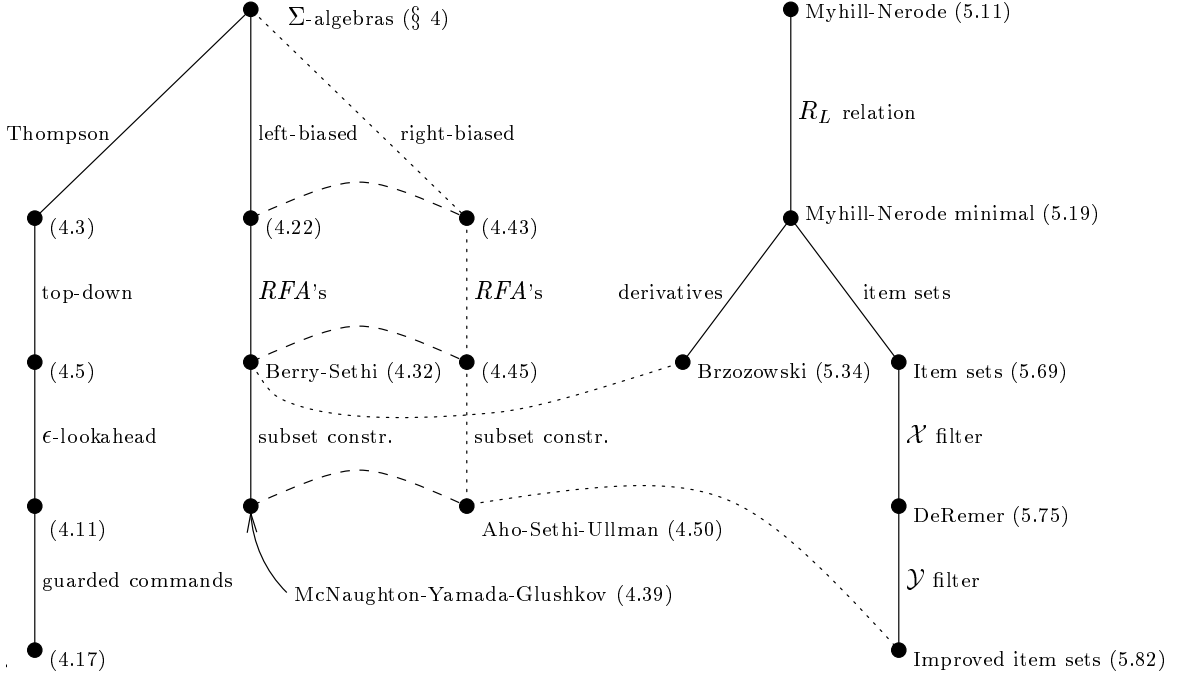 Σ-algebras (§ 4)
Myhill-Nerode (5.11)
R_L relation
Thompson
left-biased
right-biased
(4.3)
(4.22)
(4.43)
Myhill-Nerode minimal (5.19)
top-down
RFA's
RFA's
derivatives
item sets
(4.5)
Berry-Sethi (4.32)
(4.45)
Brzozowski (5.34)
Item sets (5.69)
ϵ-lookahead
subset constr.
subset constr.
𝒳 filter
(4.11)
Aho-Sethi-Ullman (4.50)
DeRemer (5.75)
guarded commands
McNaughton-Yamada-Glushkov (4.39)
𝒴 filter
(4.17)
Improved item sets (5.82)